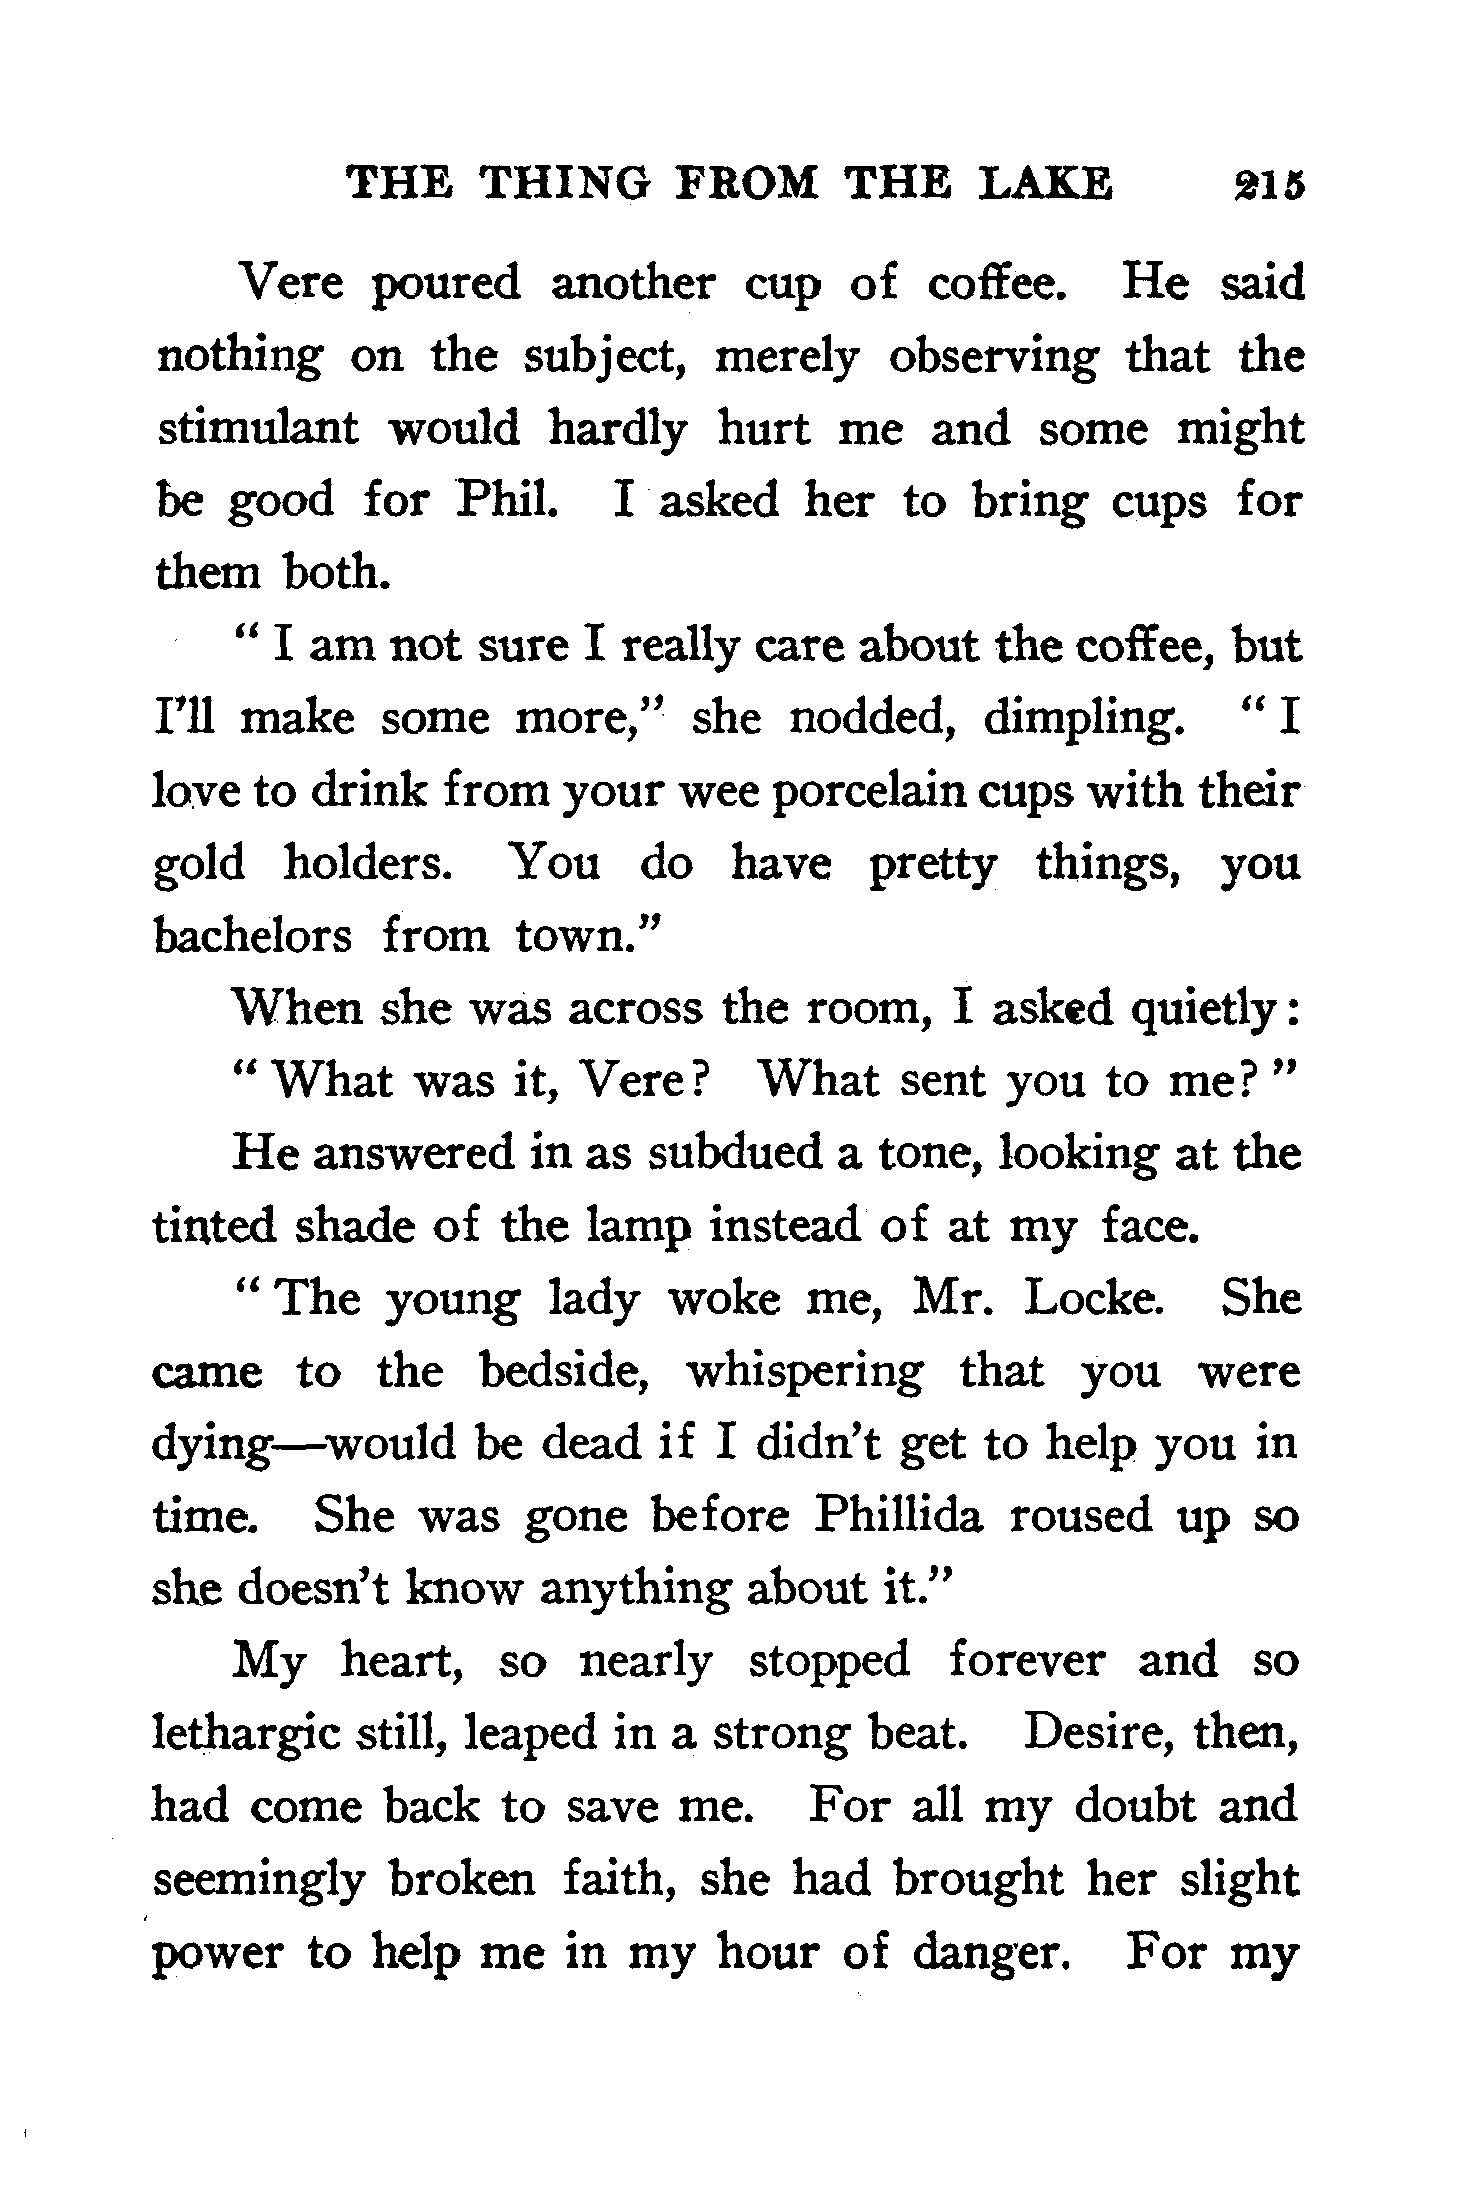 THE THING FROM THE LAKE 215
Vere poured another cup of coffee. He said
nothing on the subject, merely observing that the
stimulant would hardly hurt me and some might
be good for Phil. I asked her to bring cups for
them both.
" I am not sure I really care about the coffee, but
I'll make some more," she nodded, dimpling. " I
love to drink from your wee porcelain cups with their
gold holders. You do have pretty things, you
bachelors from town."
When she was across the room, I asked quietly:
" What was it, Vere? What sent you to me? "
He answered in as subdued a tone, looking at the
tinted shade of the lamp instead of at my face.
" The young lady woke me, Mr. Locke. She
came to the bedside, whispering that you were
dying—would be dead if I didn't get to help you in
time. She was gone before Phillida roused up so
she doesn't know anything about it."
My heart, so nearly stopped forever and so
lethargic still, leaped in a strong beat. Desire, then,
had come back to save me. For all my doubt and
seemingly broken faith, she had brought her slight
power to help me in my hour of danger. For my